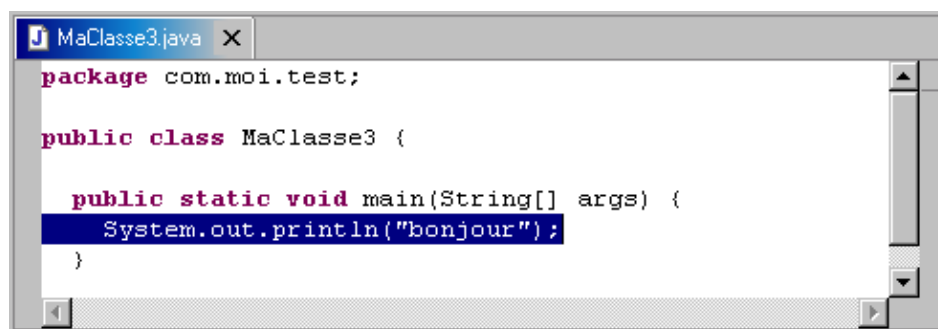 MaClasse3.java
package com.moi.test;
public class MaClasse3 {
public static void main(String[] args) {
System.out.println("bonjour");
}